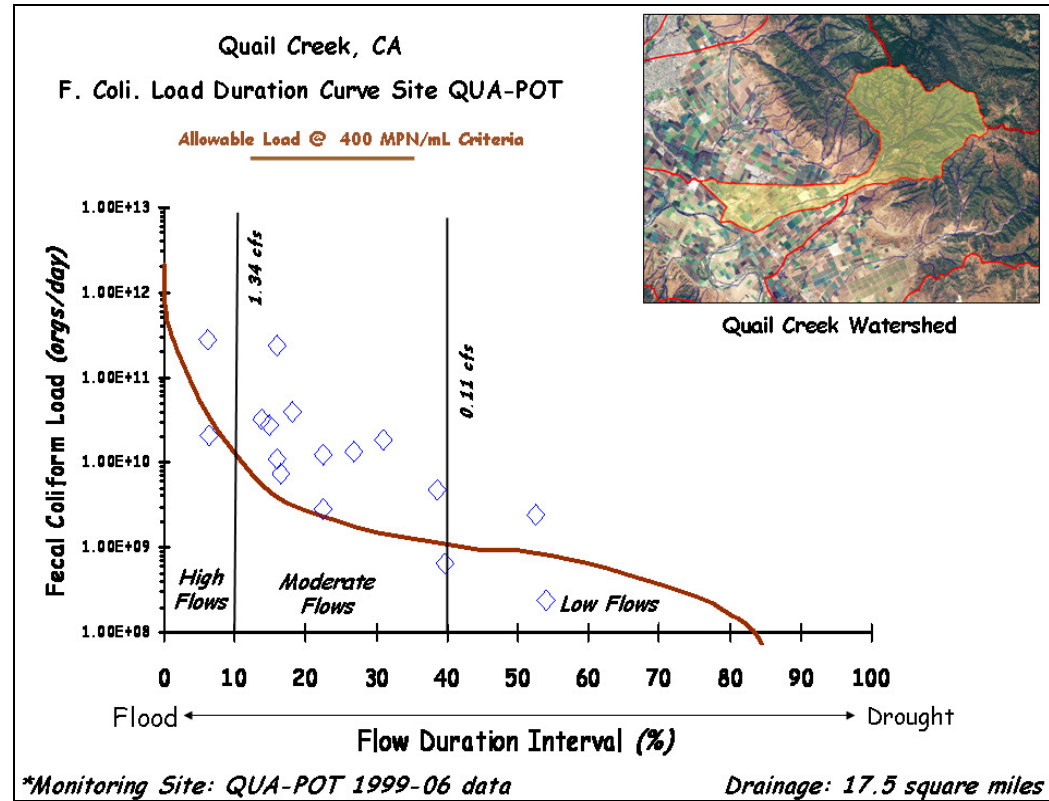 Quail Creek, CA
F. Coli. Load Duration Curve Site QUA-POT
Allowable Load @ 400 MPN/mL Criteria
Quail Creek Watershed
Fecal Coliform Load (orgs/day)
1.00E+13
1.00E+12
1.00E+11
1.00E+10
1.00E+09
1.00E+08
1.34 cfs
0.11 cfs
High Flows
Moderate Flows
Low Flows
0 10 20 30 40 50 60 70 80 90 100
Flood Drought
Flow Duration Interval (%)
*Monitoring Site: QUA-POT 1999-06 data
Drainage: 17.5 square miles